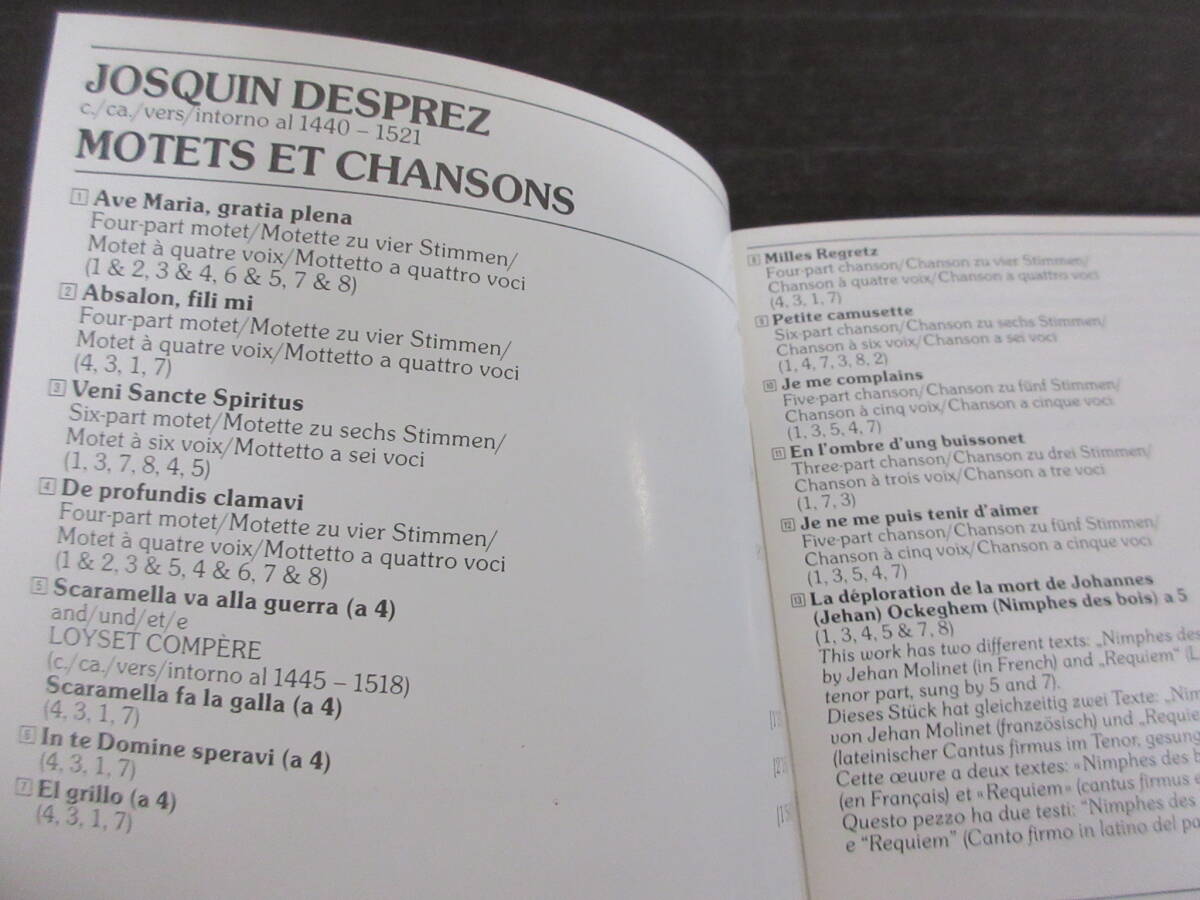 JOSQUIN DESPREZ
c./ca./vers/intorno al 1440 – 1521
MOTETS ET CHANSONS
1 Ave Maria, gratia plena
Four-part motet/Motette zu vier Stimmen/
Motet à quatre voix/Mottetto a quattro voci
(1 & 2, 3 & 4, 6 & 5, 7 & 8)
2 Absalon, fili mi
Four-part motet/Motette zu vier Stimmen/
Motet à quatre voix/Mottetto a quattro voci
(4, 3, 1, 7)
3 Veni Sancte Spiritus
Six-part motet/Motette zu sechs Stimmen/
Motet à six voix/Mottetto a sei voci
(1, 3, 7, 8, 4, 5)
4 De profundis clamavi
Four-part motet/Motette zu vier Stimmen/
Motet à quatre voix/Mottetto a quattro voci
(1 & 2, 3 & 5, 4 & 6, 7 & 8)
5 Scaramella va alla guerra (a 4)
and/und/et/e
LOYSET COMPÈRE
(c./ca./vers/intorno al 1445 – 1518)
Scaramella fa la galla (a 4)
(4, 3, 1, 7)
6 In te Domine speravi (a 4)
(4, 3, 1, 7)
7 El grillo (a 4)
(4, 3, 1, 7)
8 Milles Regretz
Four-part chanson/Chanson zu vier Stimmen/
Chanson à quatre voix/Chanson a quattro voci
(4, 3, 1, 7)
9 Petite camusette
Six-part chanson/Chanson zu sechs Stimmen/
Chanson à six voix/Chanson a sei voci
(1, 4, 7, 3, 8, 2)
10 Je me complains
Five-part chanson/Chanson zu fünf Stimmen/
Chanson à cinq voix/Chanson a cinque voci
(1, 3, 5, 4, 7)
11 En l'ombre d'ung buissonet
Three-part chanson/Chanson zu drei Stimmen/
Chanson à trois voix/Chanson a tre voci
(1, 7, 3)
12 Je ne me puis tenir d'aimer
Five-part chanson/Chanson zu fünf Stimmen/
Chanson à cinq voix/Chanson a cinque voci
(1, 3, 5, 4, 7)
13 La déploration de la mort de Johannes
(Jehan) Ockeghem (Nimphes des bois) a 5
(1, 3, 4, 5 & 7, 8)
This work has two different texts: „Nimphes des
by Jehan Molinet (in French) and „Requiem" (L
tenor part, sung by 5 and 7).
Dieses Stück hat gleichzeitig zwei Texte: „Nim
von Jehan Molinet (französisch) und „Requie
(lateinischer Cantus firmus im Tenor, gesung
Cette œuvre a deux textes: «Nimphes des b
(en Français) et «Requiem» (cantus firmus e
Questo pezzo ha due testi: "Nimphes des
e "Requiem" (Canto firmo in latino del pa